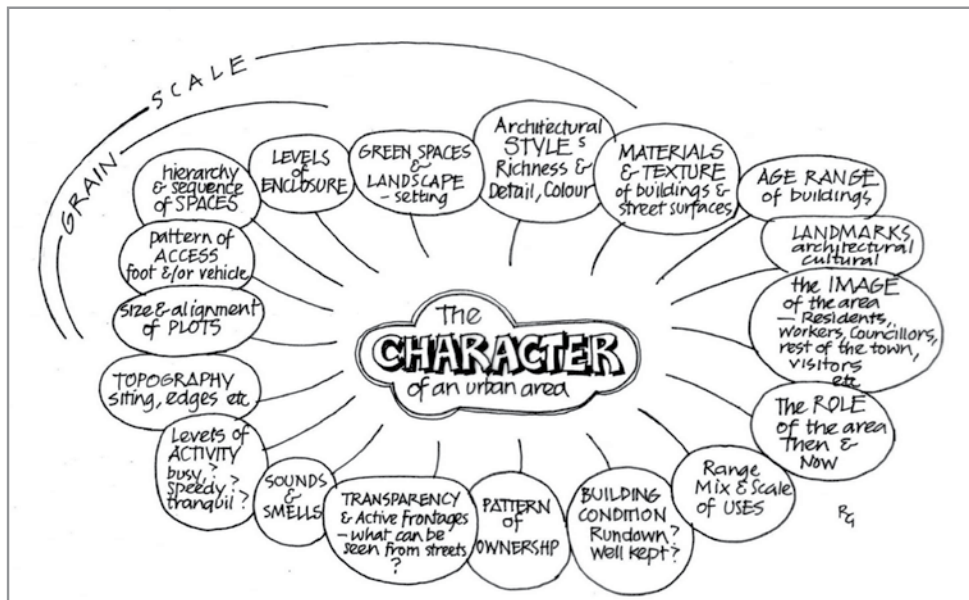 SCALE
GRAIN
hierarchy
& sequence
of SPACES
LEVELS
of
ENCLOSURE
GREEN SPACES
&
LANDSCAPE
- setting
Architectural
STYLES
Richness &
Detail, Colour
MATERIALS
& TEXTURE
of buildings &
street surfaces
AGE RANGE
of buildings
LANDMARKS
architectural
cultural
the IMAGE
of the area
- Residents,
Workers, Councillors,
rest of the town,
visitors
etc
The ROLE
of the area
Then &
Now
Range
Mix & Scale
of USES
BUILDING
CONDITION
Rundown?
Well kept?
PATTERN
of
OWNERSHP
TRANSPARENCY
& Active frontages
- what can be
seen from streets
?
SOUNDS
&
SMELLS
Levels of
ACTIVITY
busy?
speedy?
tranquil?
TOPOGRAPHY
siting, edges etc
size & alignment
of PLOTS
pattern of
ACCESS
foot &/or vehicle
The
CHARACTER
of an urban area
RG